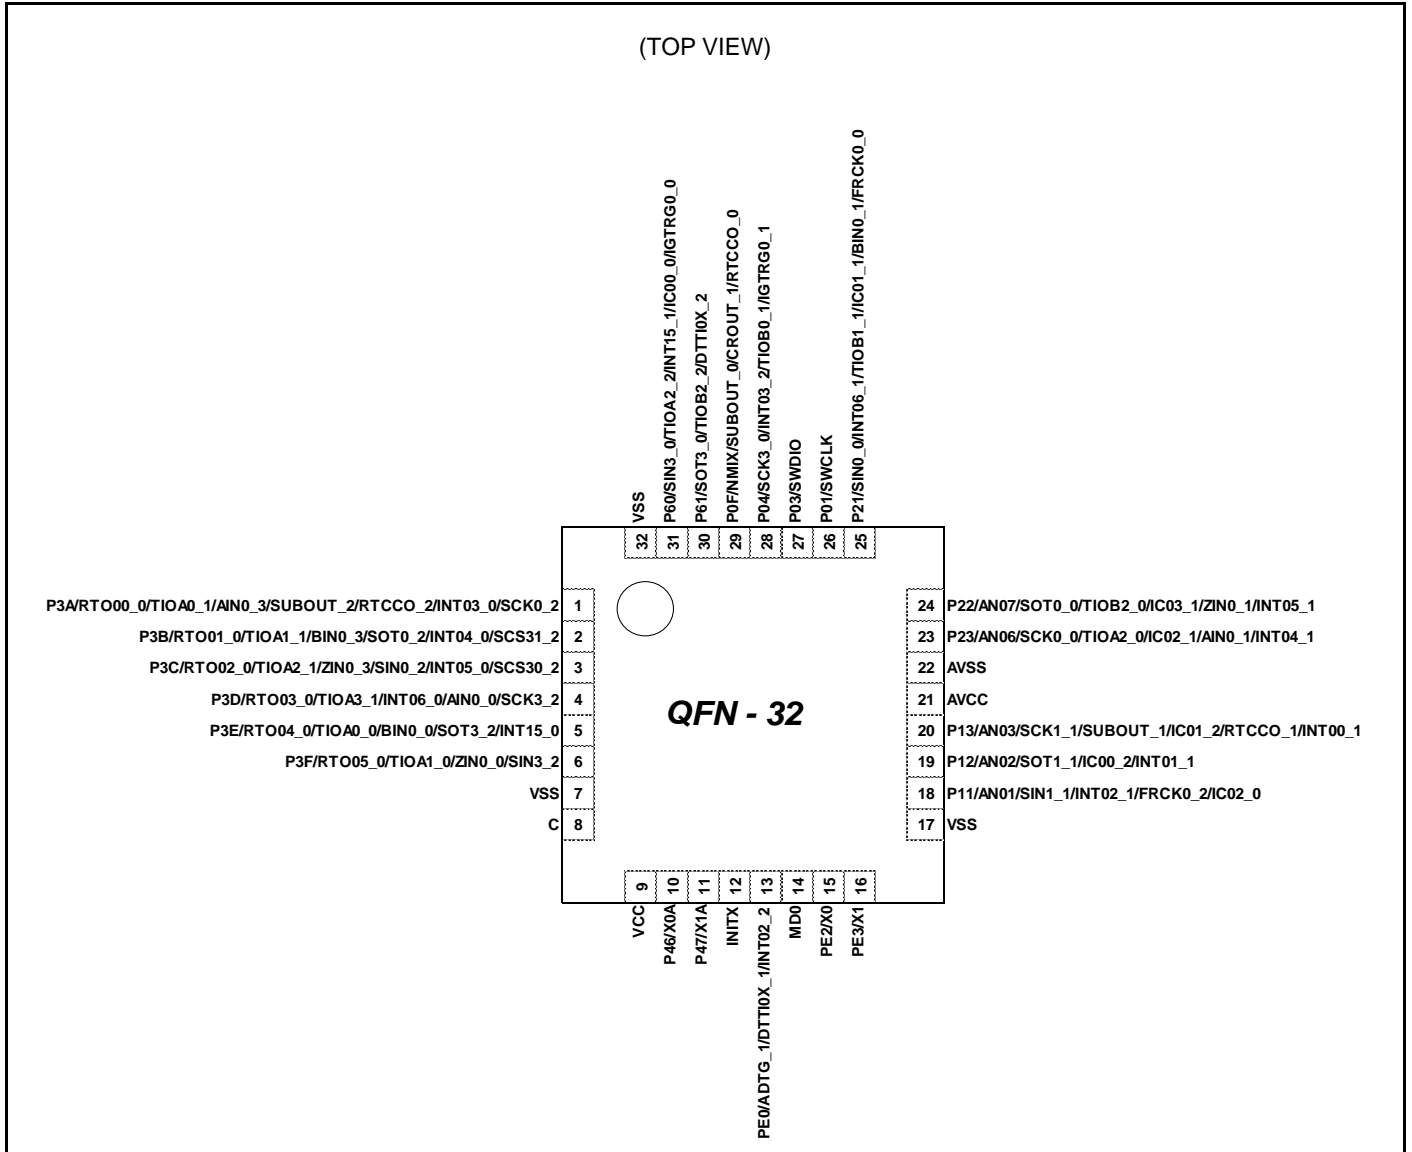 (TOP VIEW)
VSS
P60/SIN3_0/TIOA2_2/INT15_1/IC00_0/IGTRG0_0
P61/SOT3_0/TIOB2_2/DTTI0X_2
P0F/NMIX/SUBOUT_0/CROUT_1/RTCCO_0
P04/SCK3_0/INT03_2/TIOB0_1/IGTRG0_1
P03/SWDIO
P01/SWCLK
P21/SIN0_0/INT06_1/TIOB1_1/IC01_1/BIN0_1/FRCK0_0
32
31
30
29
28
27
26
25
P3A/RTO00_0/TIOA0_1/AIN0_3/SUBOUT_2/RTCCO_2/INT03_0/SCK0_2 1
P3B/RTO01_0/TIOA1_1/BIN0_3/SOT0_2/INT04_0/SCS31_2 2
P3C/RTO02_0/TIOA2_1/ZIN0_3/SIN0_2/INT05_0/SCS30_2 3
P3D/RTO03_0/TIOA3_1/INT06_0/AIN0_0/SCK3_2 4
P3E/RTO04_0/TIOA0_0/BIN0_0/SOT3_2/INT15_0 5
P3F/RTO05_0/TIOA1_0/ZIN0_0/SIN3_2 6
VSS 7
C 8
QFN - 32
24 P22/AN07/SOT0_0/TIOB2_0/IC03_1/ZIN0_1/INT05_1
23 P23/AN06/SCK0_0/TIOA2_0/IC02_1/AIN0_1/INT04_1
22 AVSS
21 AVCC
20 P13/AN03/SCK1_1/SUBOUT_1/IC01_2/RTCCO_1/INT00_1
19 P12/AN02/SOT1_1/IC00_2/INT01_1
18 P11/AN01/SIN1_1/INT02_1/FRCK0_2/IC02_0
17 VSS
9
10
11
12
13
14
15
16
VCC
P46/X0A
P47/X1A
INITX
PE0/ADTG_1/DTTI0X_1/INT02_2
MD0
PE2/X0
PE3/X1